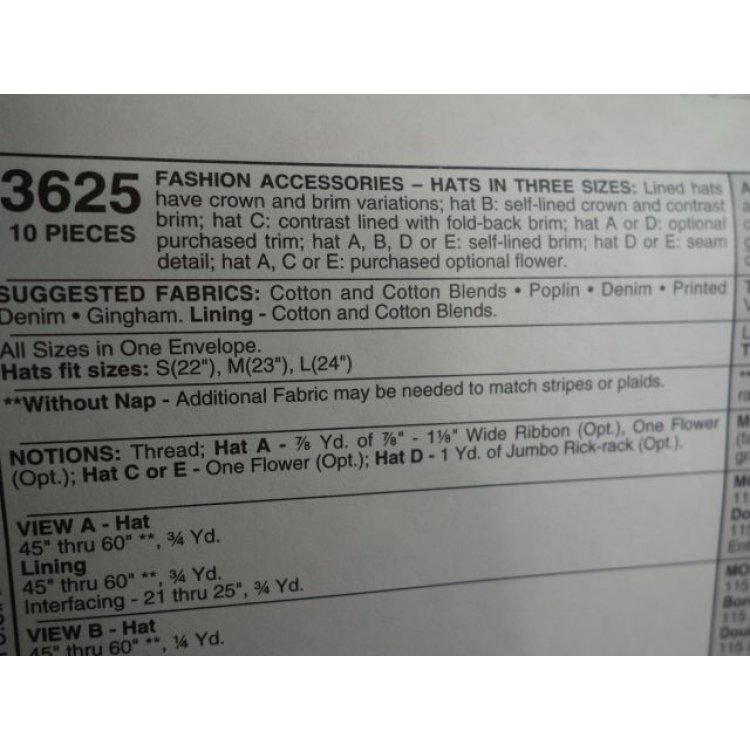 3625
10 PIECES
FASHION ACCESSORIES – HATS IN THREE SIZES: Lined hats
have crown and brim variations; hat B: self-lined crown and contrast
brim; hat C: contrast lined with fold-back brim; hat A or D: optional
purchased trim; hat A, B, D or E: self-lined brim; hat D or E: seam
detail; hat A, C or E: purchased optional flower.
SUGGESTED FABRICS: Cotton and Cotton Blends • Poplin • Denim • Printed
Denim • Gingham. Lining - Cotton and Cotton Blends.
All Sizes in One Envelope.
Hats fit sizes: S(22"), M(23"), L(24")
**Without Nap - Additional Fabric may be needed to match stripes or plaids.
NOTIONS: Thread; Hat A - ⅞ Yd. of ⅞" - 1⅛" Wide Ribbon (Opt.), One Flower
(Opt.); Hat C or E - One Flower (Opt.); Hat D - 1 Yd. of Jumbo Rick-rack (Opt.).
VIEW A - Hat
45" thru 60" **, ¾ Yd.
Lining
45" thru 60" **, ¾ Yd.
Interfacing - 21 thru 25", ¾ Yd.
VIEW B - Hat
45" thru 60" **, ¼ Yd.